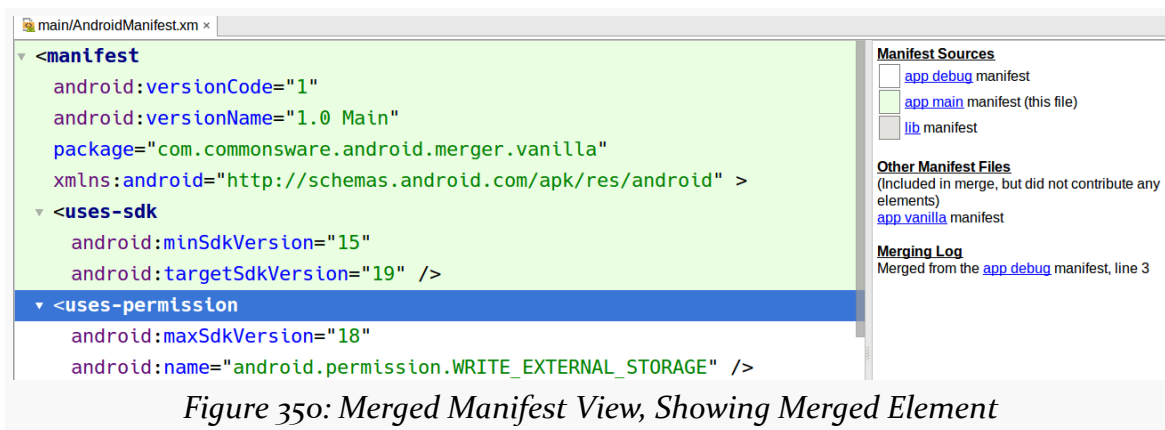 main/AndroidManifest.xm ×
<manifest
android:versionCode="1"
android:versionName="1.0 Main"
package="com.commonsware.android.merger.vanilla"
xmlns:android="http://schemas.android.com/apk/res/android" >
<uses-sdk
android:minSdkVersion="15"
android:targetSdkVersion="19" />
<uses-permission
android:maxSdkVersion="18"
android:name="android.permission.WRITE_EXTERNAL_STORAGE" />
Manifest Sources
app debug manifest
app main manifest (this file)
lib manifest
Other Manifest Files
(Included in merge, but did not contribute any
elements)
app vanilla manifest
Merging Log
Merged from the app debug manifest, line 3
Figure 350: Merged Manifest View, Showing Merged Element